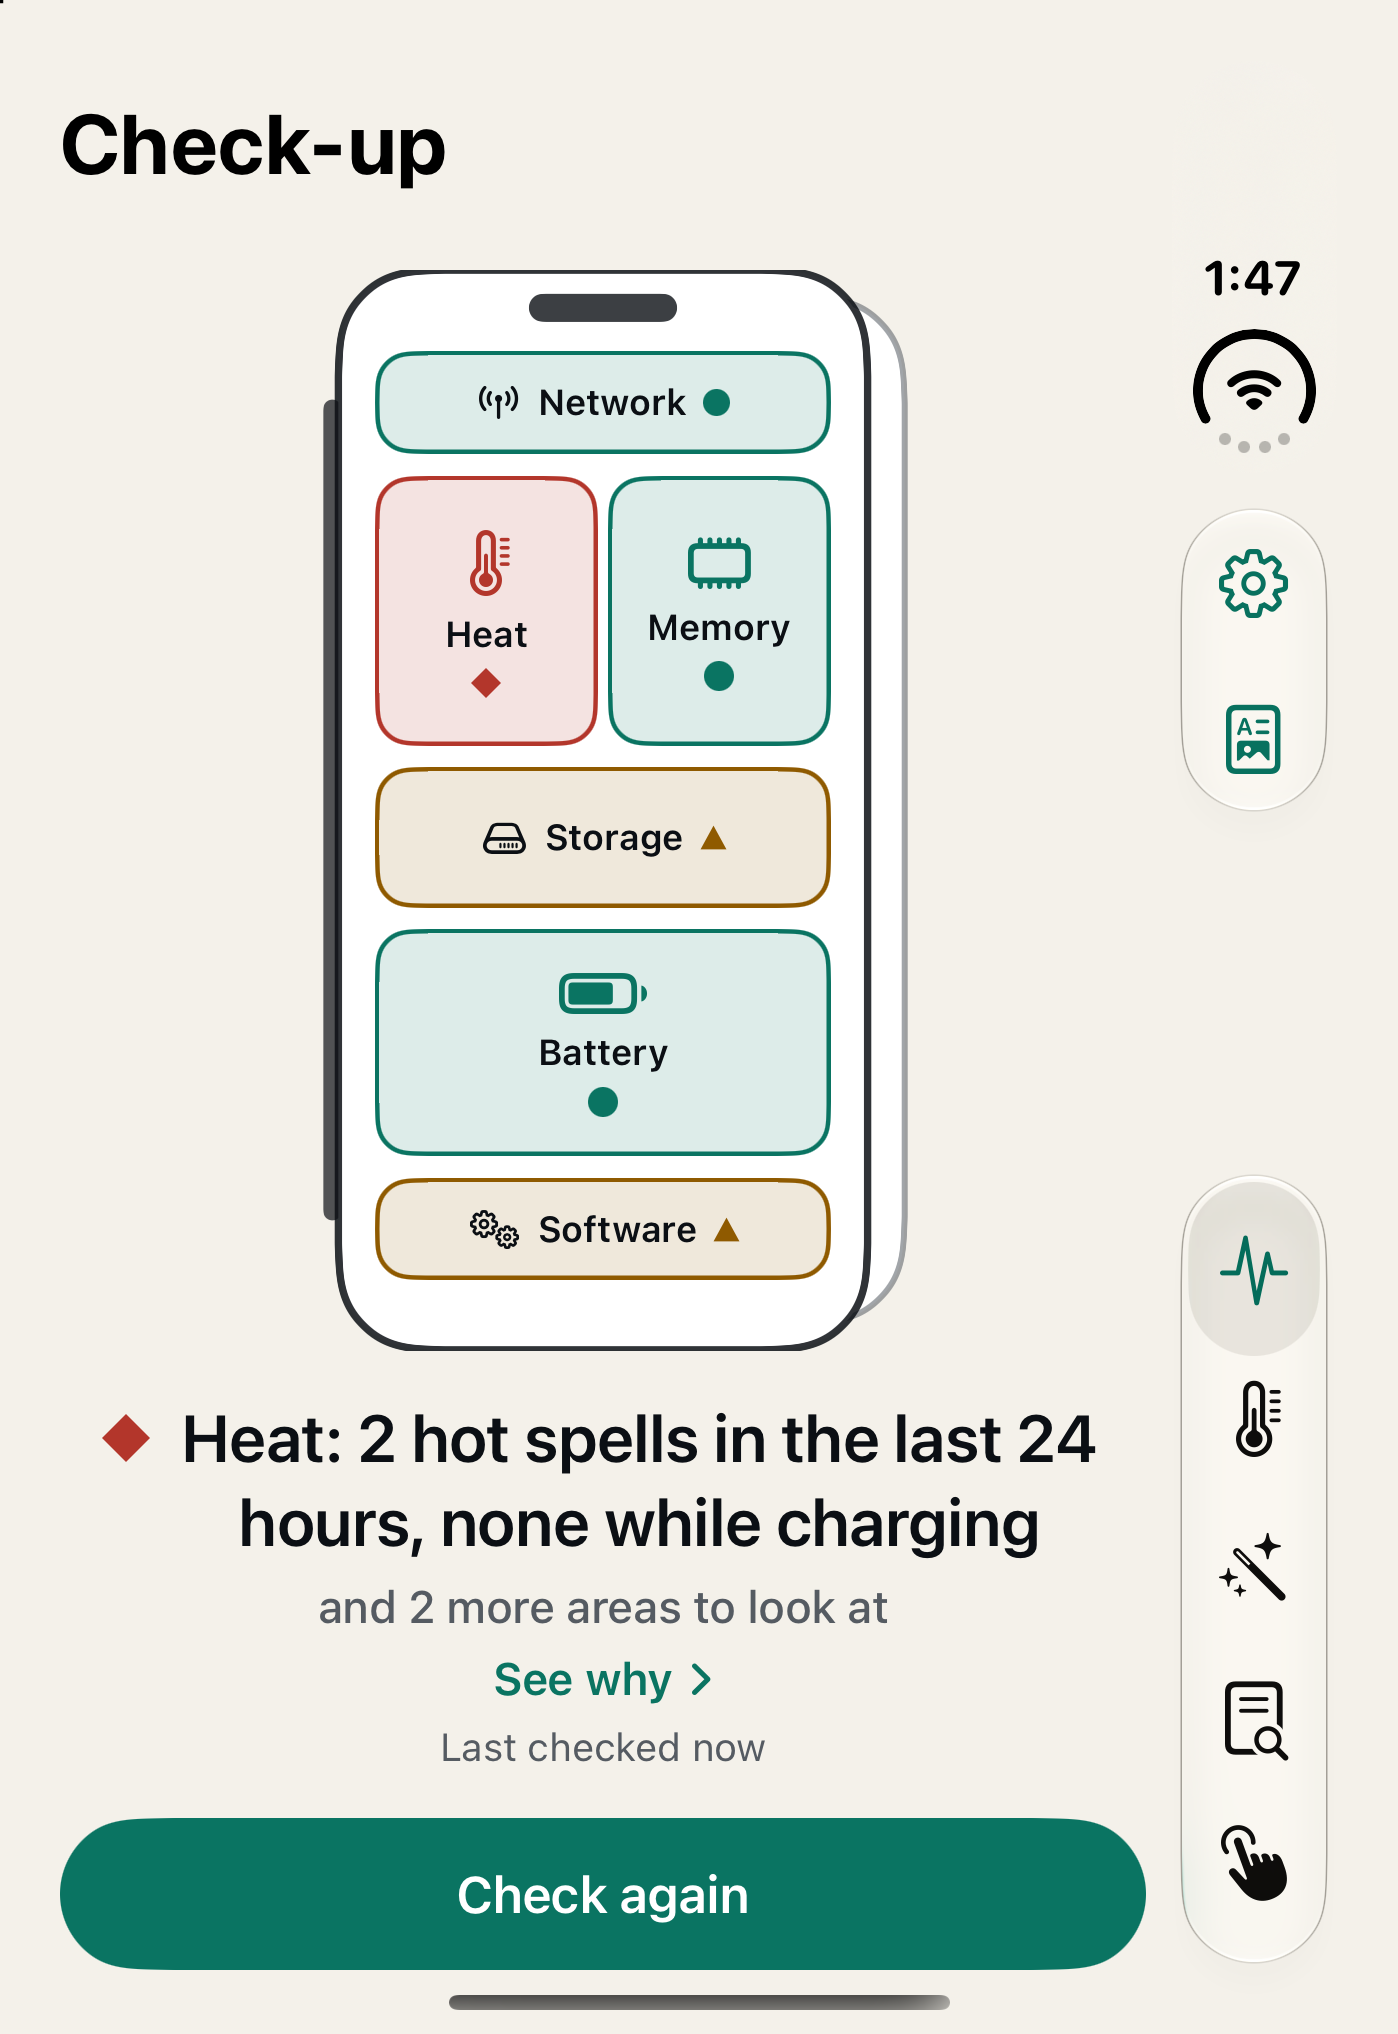 Check-up
1:47
Network
Heat
Memory
Storage
Battery
Software
Heat: 2 hot spells in the last 24
hours, none while charging
and 2 more areas to look at
See why
Last checked now
Check again